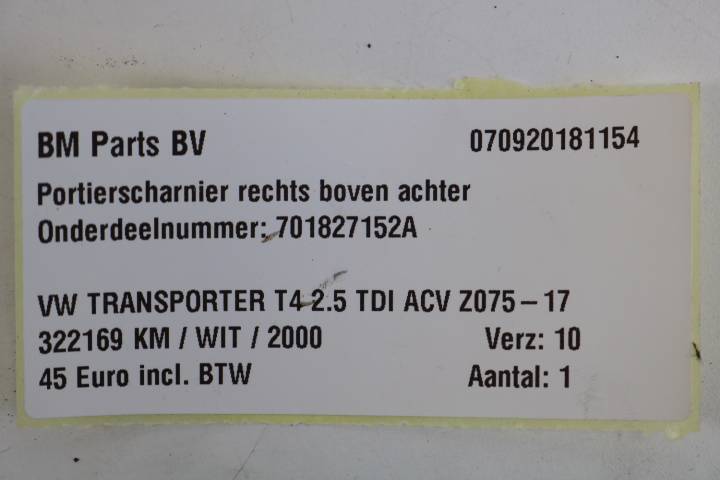 BM Parts BV 070920181154
Portierscharnier rechts boven achter
Onderdeelnummer: 701827152A
VW TRANSPORTER T4 2.5 TDI ACV Z075-17
322169 KM / WIT / 2000 Verz: 10
45 Euro incl. BTW Aantal: 1